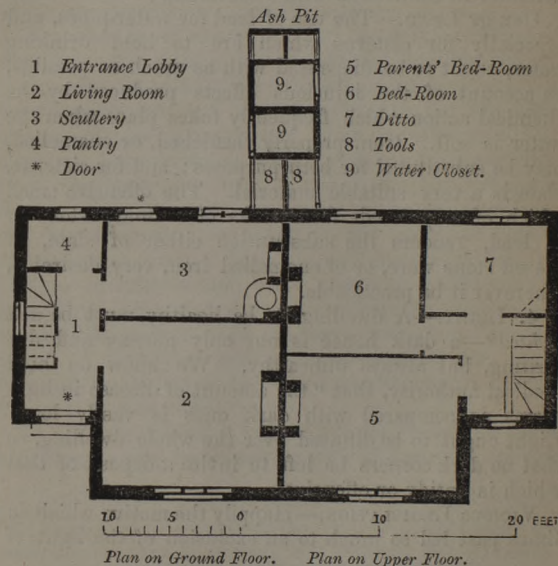 Ash Pit
1 Entrance Lobby
2 Living Room
3 Scullery
4 Pantry
* Door
5 Parents' Bed-Room
6 Bed-Room
7 Ditto
8 Tools
9 Water Closet.
9
9
8 8
4
3
6
7
1
*
2
5
10 5 0 10 20 FEET
Plan on Ground Floor. Plan on Upper Floor.